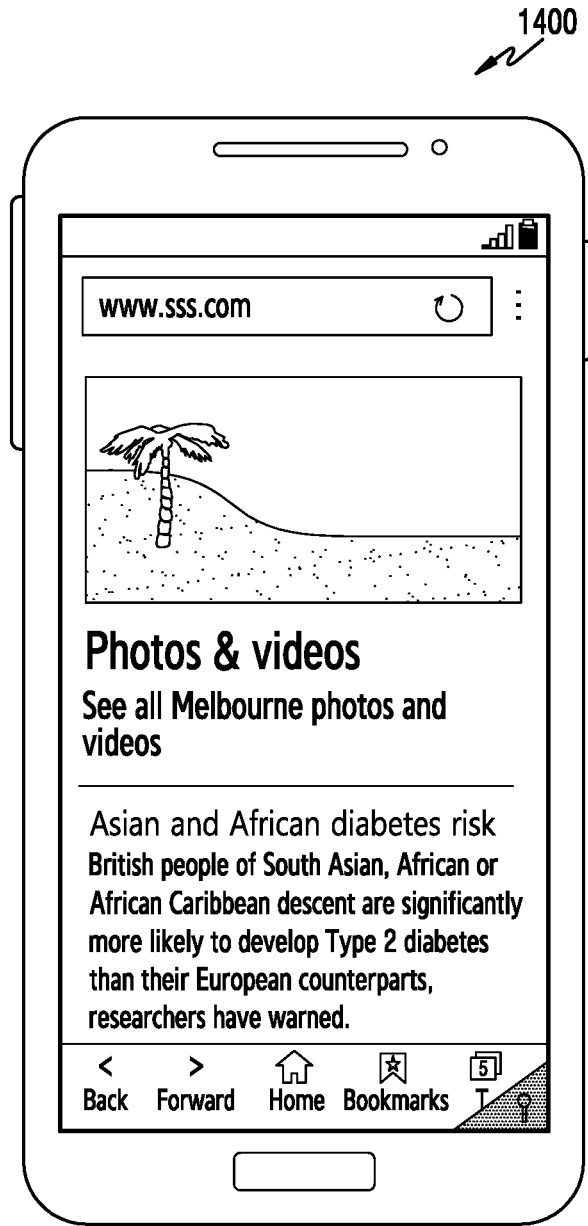 1400
www.sss.com
Photos & videos
See all Melbourne photos and
videos
Asian and African diabetes risk
British people of South Asian, African or
African Caribbean descent are significantly
more likely to develop Type 2 diabetes
than their European counterparts,
researchers have warned.
< > 5
Back Forward Home Bookmarks T